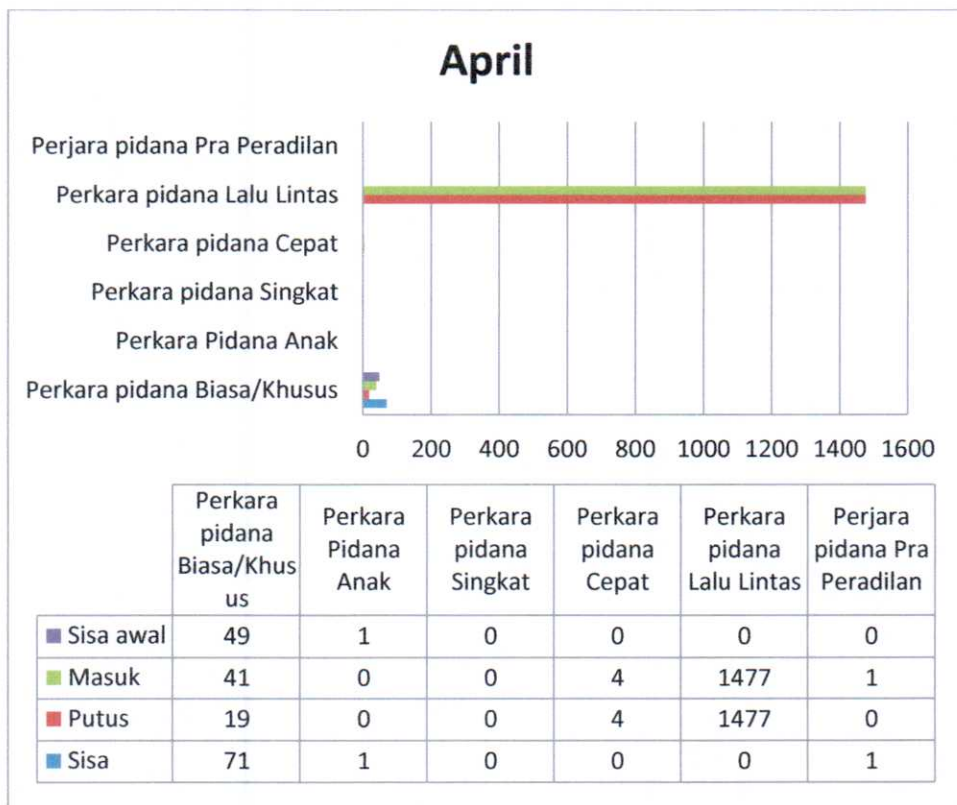 April
Perjara pidana Pra Peradilan
Perkara pidana Lalu Lintas
Perkara pidana Cepat
Perkara pidana Singkat
Perkara Pidana Anak
Perkara pidana Biasa/Khusus
0 200 400 600 800 1000 1200 1400 1600
Perkara pidana Biasa/Khus us Perkara Pidana Anak Perkara pidana Singkat Perkara pidana Cepat Perkara pidana Lalu Lintas Perjara pidana Pra Peradilan
Sisa awal 49 1 0 0 0 0
Masuk 41 0 0 4 1477 1
Putus 19 0 0 4 1477 0
Sisa 71 1 0 0 0 1